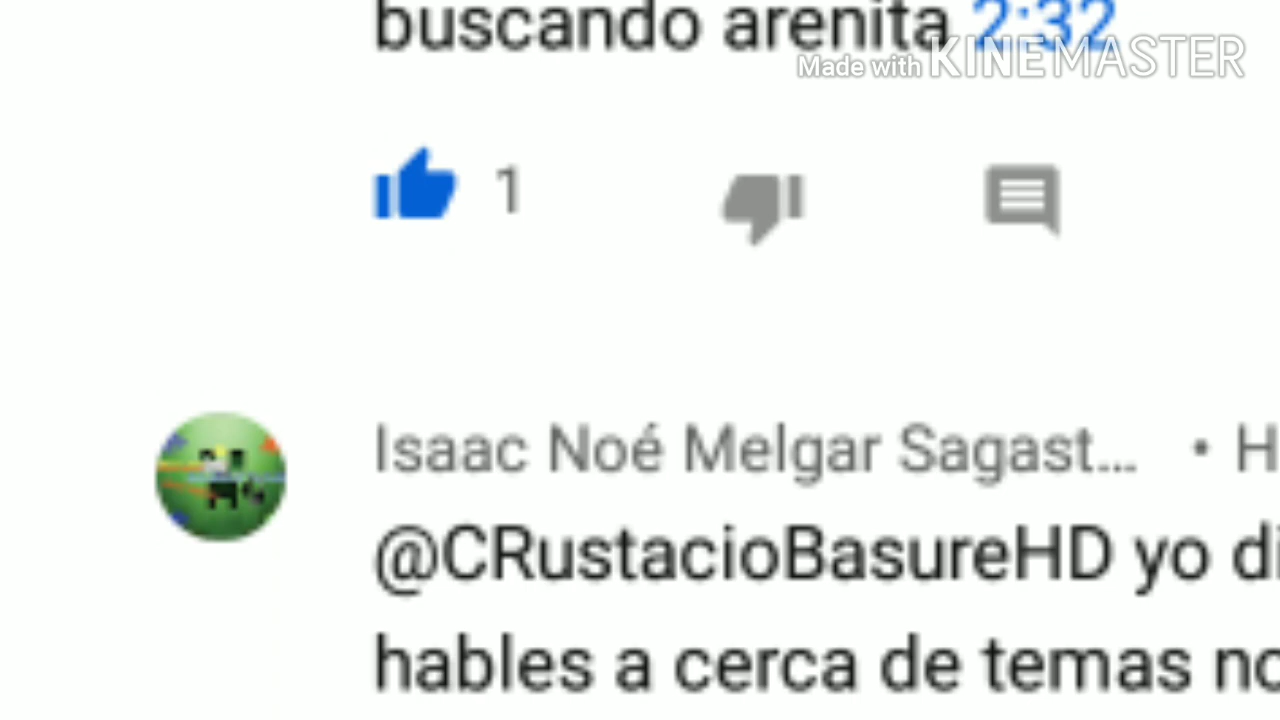 buscando arenita 2:32
Made with KINEMASTER
1
Isaac Noé Melgar Sagast... • H
@CRustacioBasureHD yo di
hables a cerca de temas no